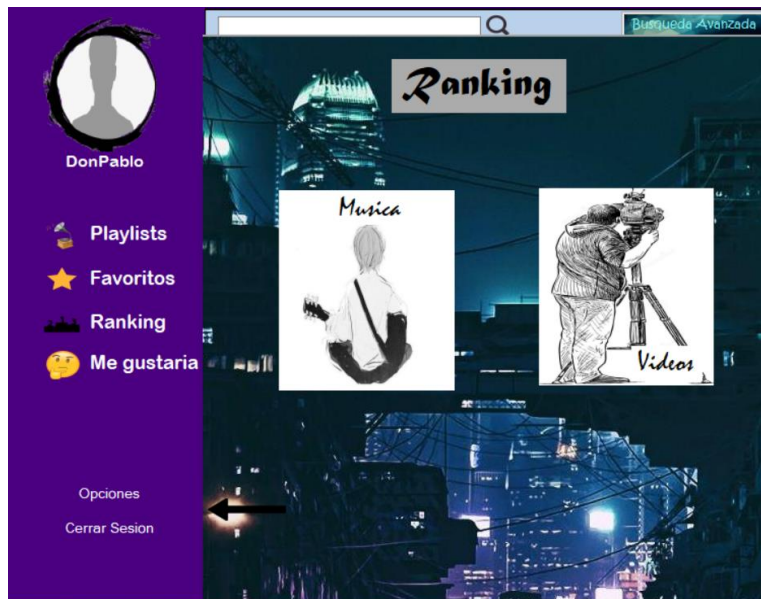 Busqueda Avanzada
Ranking
DonPablo
Musica
Playlists
Favoritos
Ranking
Me gustaria
Videos
Opciones
Cerrar Sesion